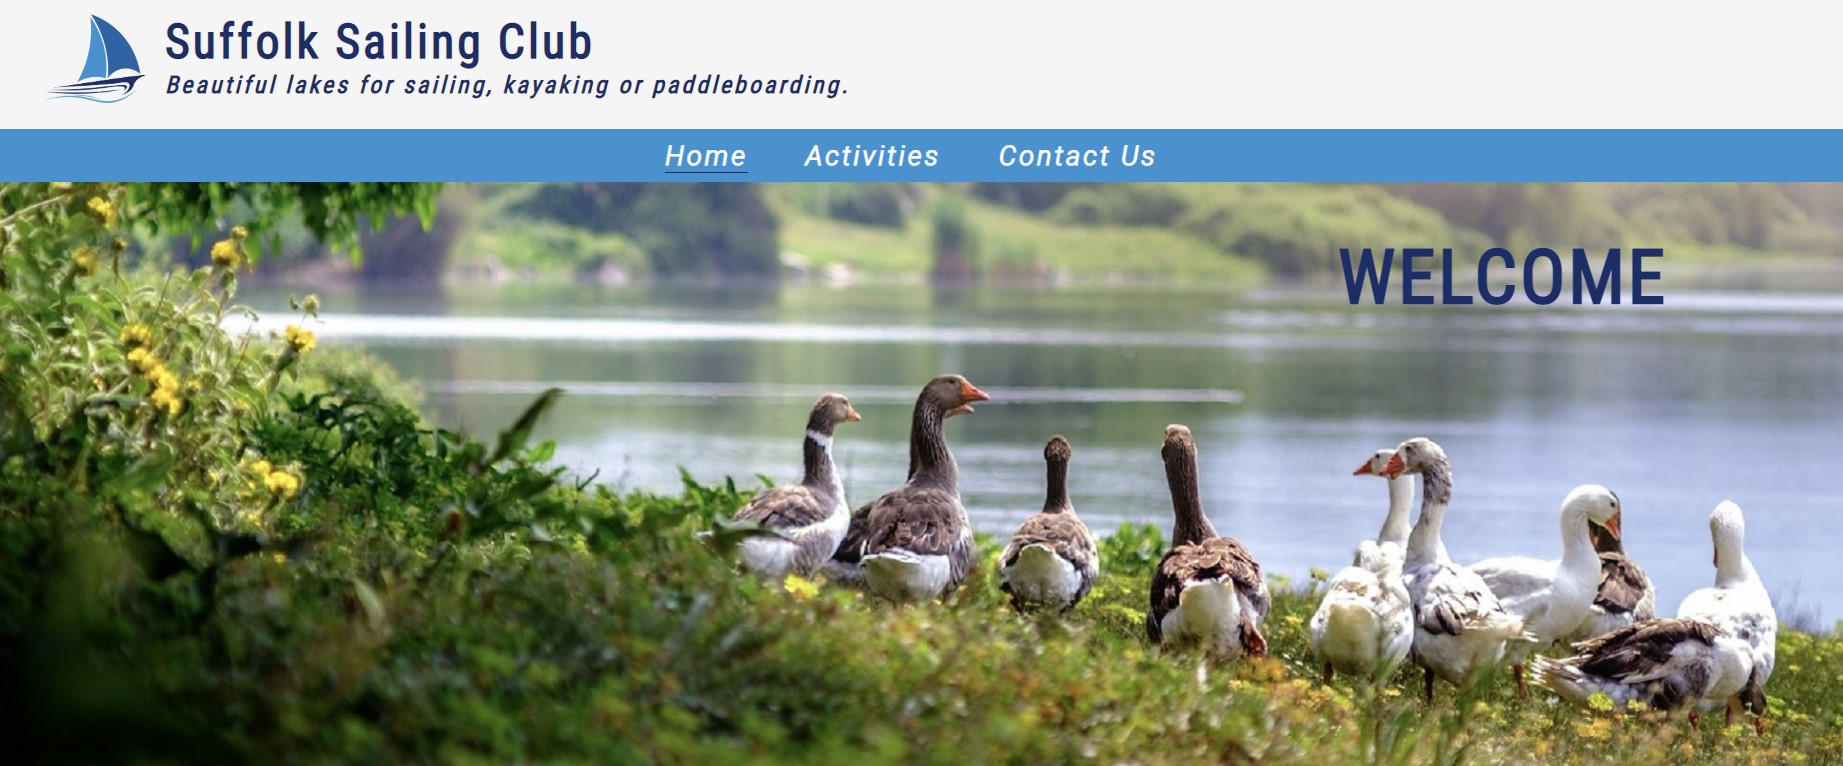 Suffolk Sailing Club
Beautiful lakes for sailing, kayaking or paddleboarding.
Home Activities Contact Us
WELCOME